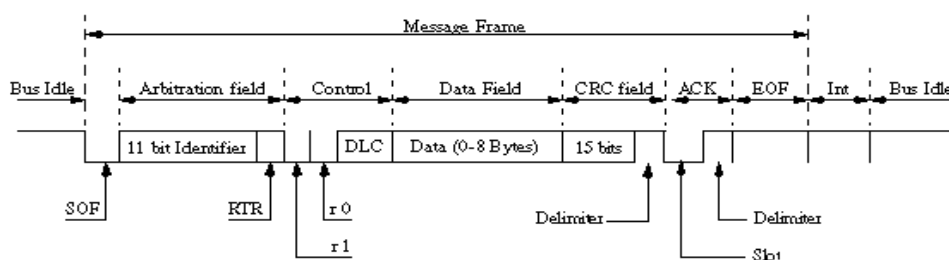 Message Frame
Bus Idle Arbitration field Control Data Field CRC field ACK EOF Int Bus Idle
11 bit Identifier DLC Data (0-8 Bytes) 15 bits
SOF RTR r 0 Delimiter Delimiter
r 1 Slot